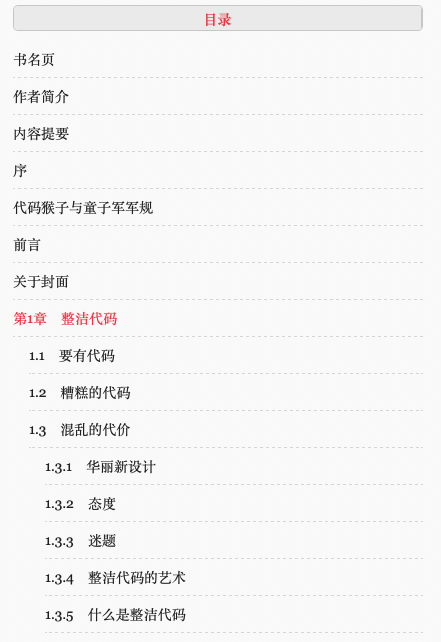 目录
书名页
作者简介
内容提要
序
代码猴子与童子军军规
前言
关于封面
第1章 整洁代码
1.1 要有代码
1.2 糟糕的代码
1.3 混乱的代价
1.3.1 华丽新设计
1.3.2 态度
1.3.3 迷题
1.3.4 整洁代码的艺术
1.3.5 什么是整洁代码